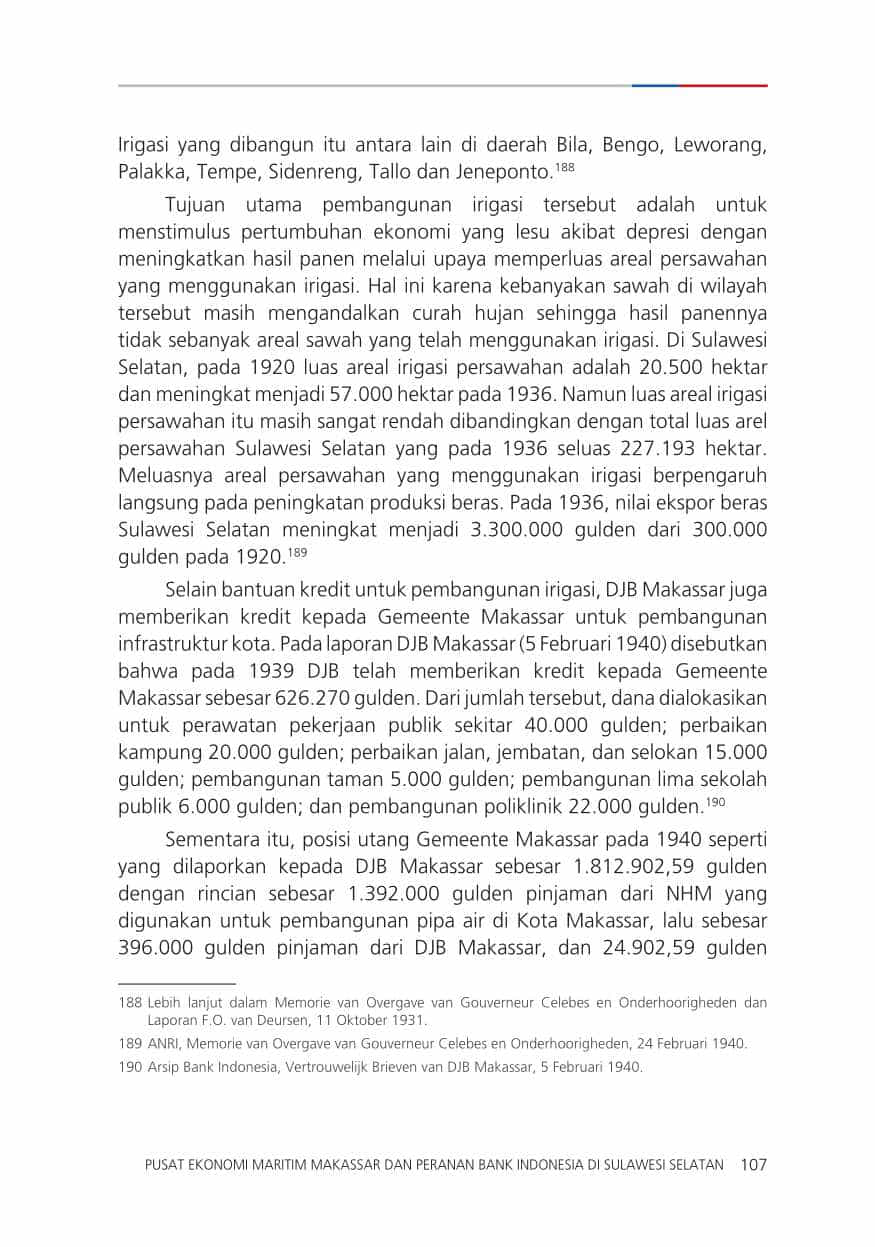 Irigasi yang dibangun itu antara lain di daerah Bila, Bengo, Leworang,
Palakka, Tempe, Sidenreng, Tallo dan Jeneponto.188
Tujuan utama pembangunan irigasi tersebut adalah untuk
menstimulus pertumbuhan ekonomi yang lesu akibat depresi dengan
meningkatkan hasil panen melalui upaya memperluas areal persawahan
yang menggunakan irigasi. Hal ini karena kebanyakan sawah di wilayah
tersebut masih mengandalkan curah hujan sehingga hasil panennya
tidak sebanyak areal sawah yang telah menggunakan irigasi. Di Sulawesi
Selatan, pada 1920 luas areal irigasi persawahan adalah 20.500 hektar
dan meningkat menjadi 57.000 hektar pada 1936. Namun luas areal irigasi
persawahan itu masih sangat rendah dibandingkan dengan total luas arel
persawahan Sulawesi Selatan yang pada 1936 seluas 227.193 hektar.
Meluasnya areal persawahan yang menggunakan irigasi berpengaruh
langsung pada peningkatan produksi beras. Pada 1936, nilai ekspor beras
Sulawesi Selatan meningkat menjadi 3.300.000 gulden dari 300.000
gulden pada 1920.189
Selain bantuan kredit untuk pembangunan irigasi, DJB Makassar juga
memberikan kredit kepada Gemeente Makassar untuk pembangunan
infrastruktur kota. Pada laporan DJB Makassar (5 Februari 1940) disebutkan
bahwa pada 1939 DJB telah memberikan kredit kepada Gemeente
Makassar sebesar 626.270 gulden. Dari jumlah tersebut, dana dialokasikan
untuk perawatan pekerjaan publik sekitar 40.000 gulden; perbaikan
kampung 20.000 gulden; perbaikan jalan, jembatan, dan selokan 15.000
gulden; pembangunan taman 5.000 gulden; pembangunan lima sekolah
publik 6.000 gulden; dan pembangunan poliklinik 22.000 gulden.190
Sementara itu, posisi utang Gemeente Makassar pada 1940 seperti
yang dilaporkan kepada DJB Makassar sebesar 1.812.902,59 gulden
dengan rincian sebesar 1.392.000 gulden pinjaman dari NHM yang
digunakan untuk pembangunan pipa air di Kota Makassar, lalu sebesar
396.000 gulden pinjaman dari DJB Makassar, dan 24.902,59 gulden
188 Lebih lanjut dalam Memorie van Overgave van Gouverneur Celebes en Onderhoorigheden dan
Laporan F.O. van Deursen, 11 Oktober 1931.
189 ANRI, Memorie van Overgave van Gouverneur Celebes en Onderhoorigheden, 24 Februari 1940.
190 Arsip Bank Indonesia, Vertrouwelijk Brieven van DJB Makassar, 5 Februari 1940.
PUSAT EKONOMI MARITIM MAKASSAR DAN PERANAN BANK INDONESIA DI SULAWESI SELATAN 107